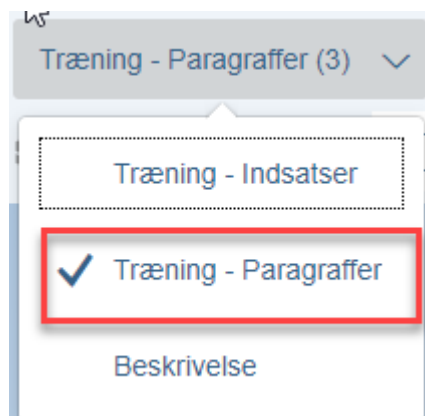 Træning - Paragraffer (3)
Træning - Indsatser
Træning - Paragraffer
Beskrivelse